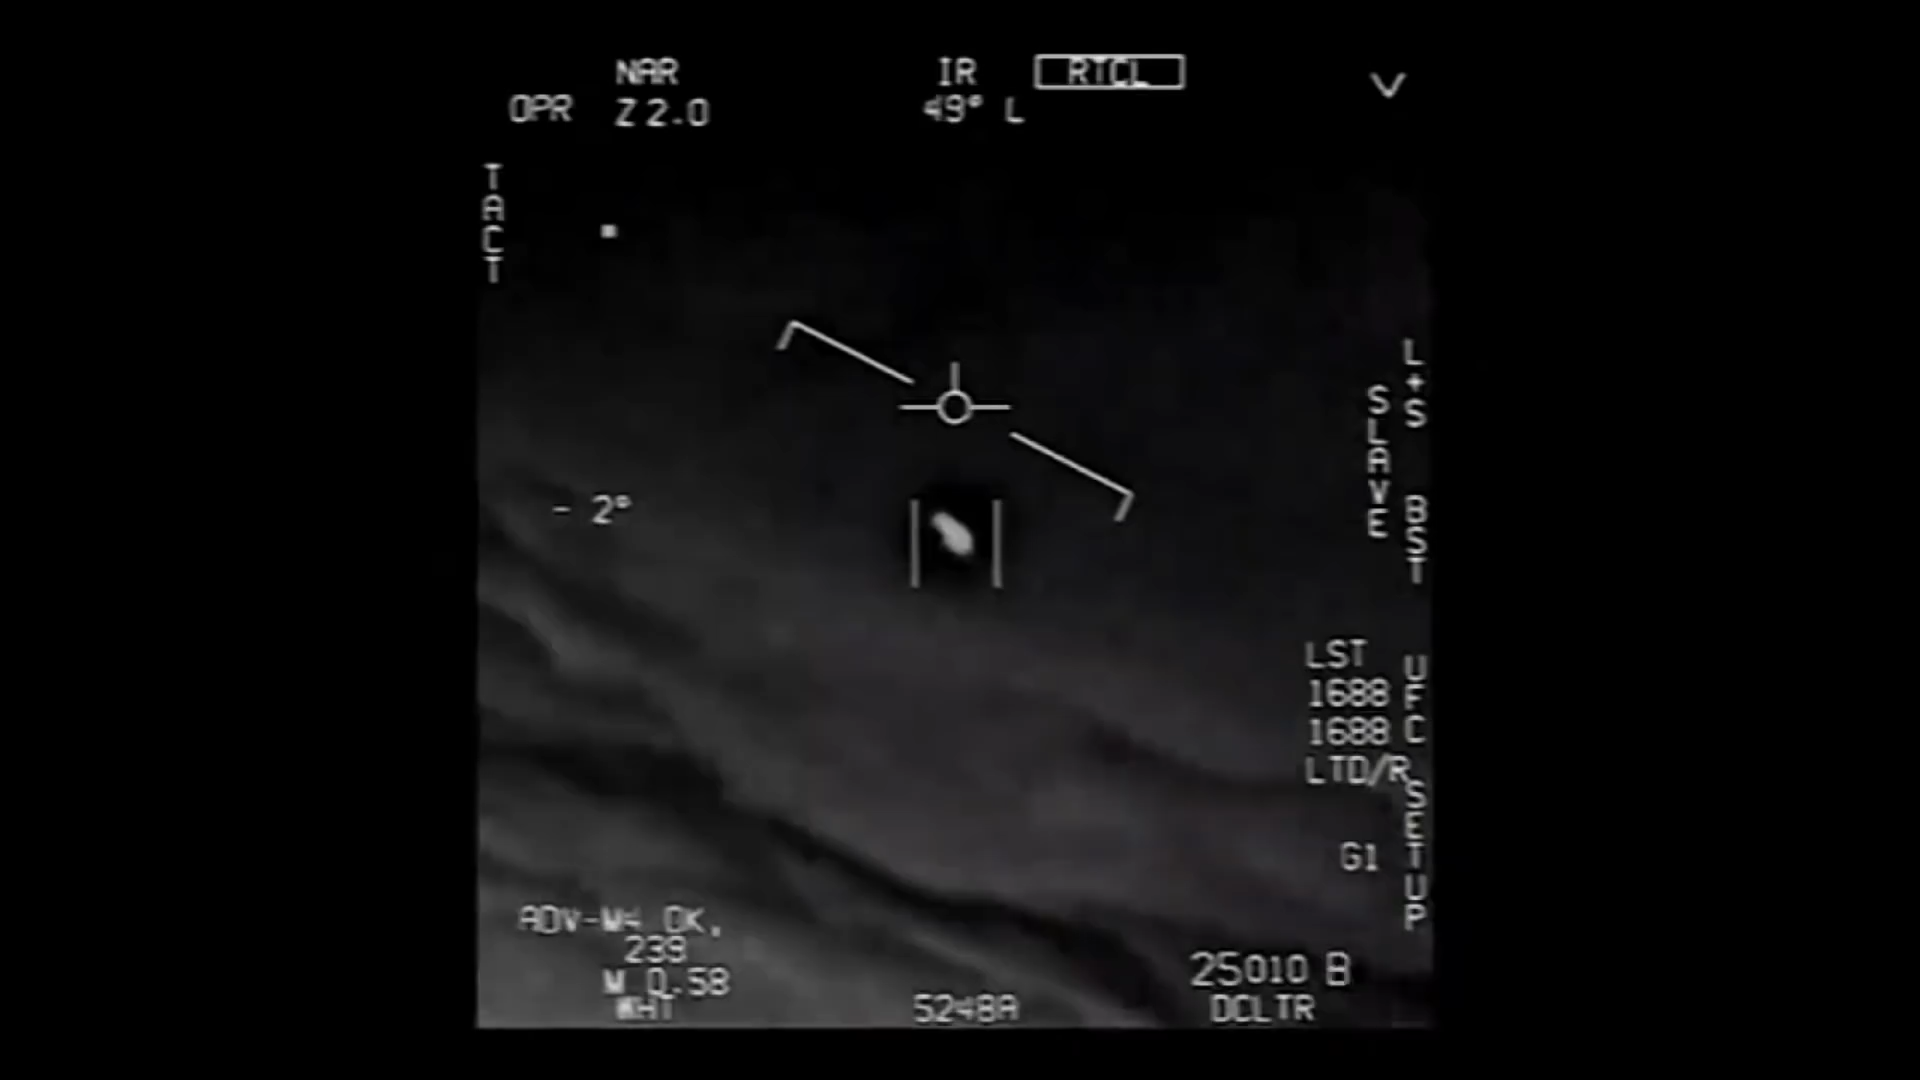 NAR
IR
RTCL
OPR
Z 2.0
49° L
TACT
L+S BST
SLAVE
- 2°
LST
1688
1688
LTD/R
UFC
SETUP
G1
239
M 0.58
WHT
5248A
25010 B
DCLTR